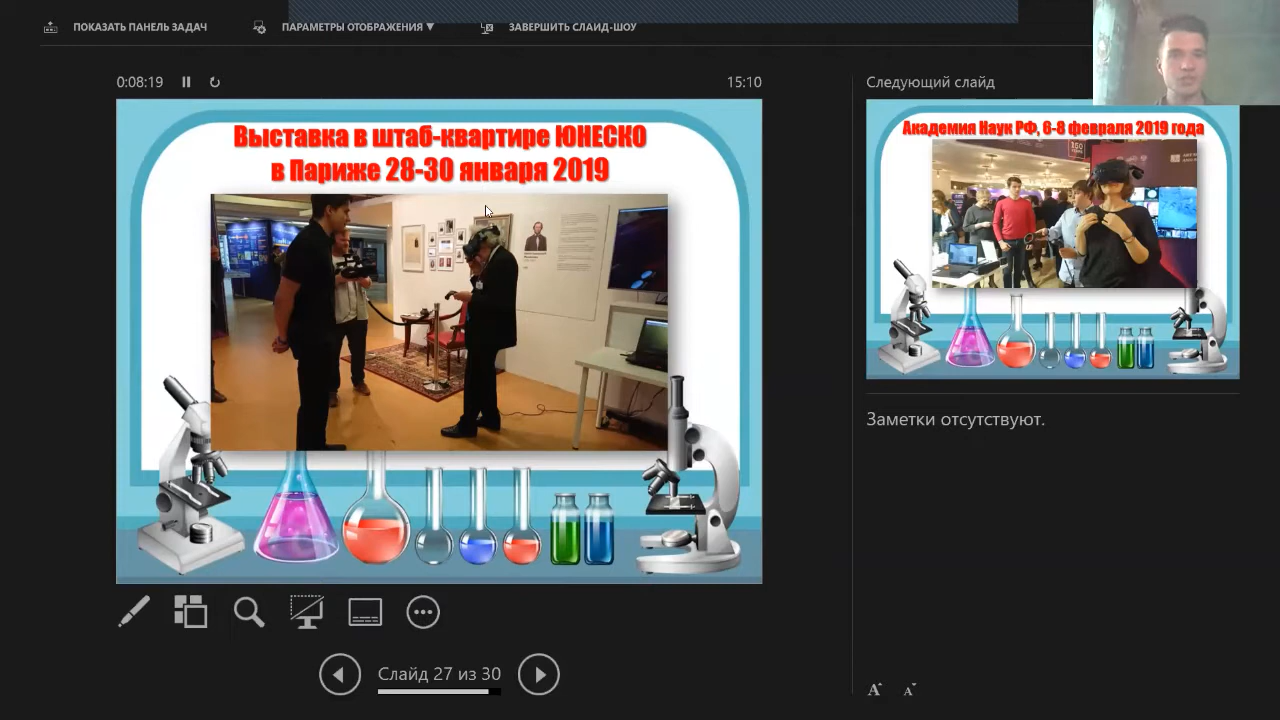 ПОКАЗАТЬ ПАНЕЛЬ ЗАДАЧ
ПАРАМЕТРЫ ОТОБРАЖЕНИЯ ▼
ЗАВЕРШИТЬ СЛАЙД-ШОУ
0:08:19
15:10
Выставка в штаб-квартире ЮНЕСКО
в Париже 28-30 января 2019
Слайд 27 из 30
Следующий слайд
Академия Наук РФ, 6-8 февраля 2019 года
Заметки отсутствуют.
A A